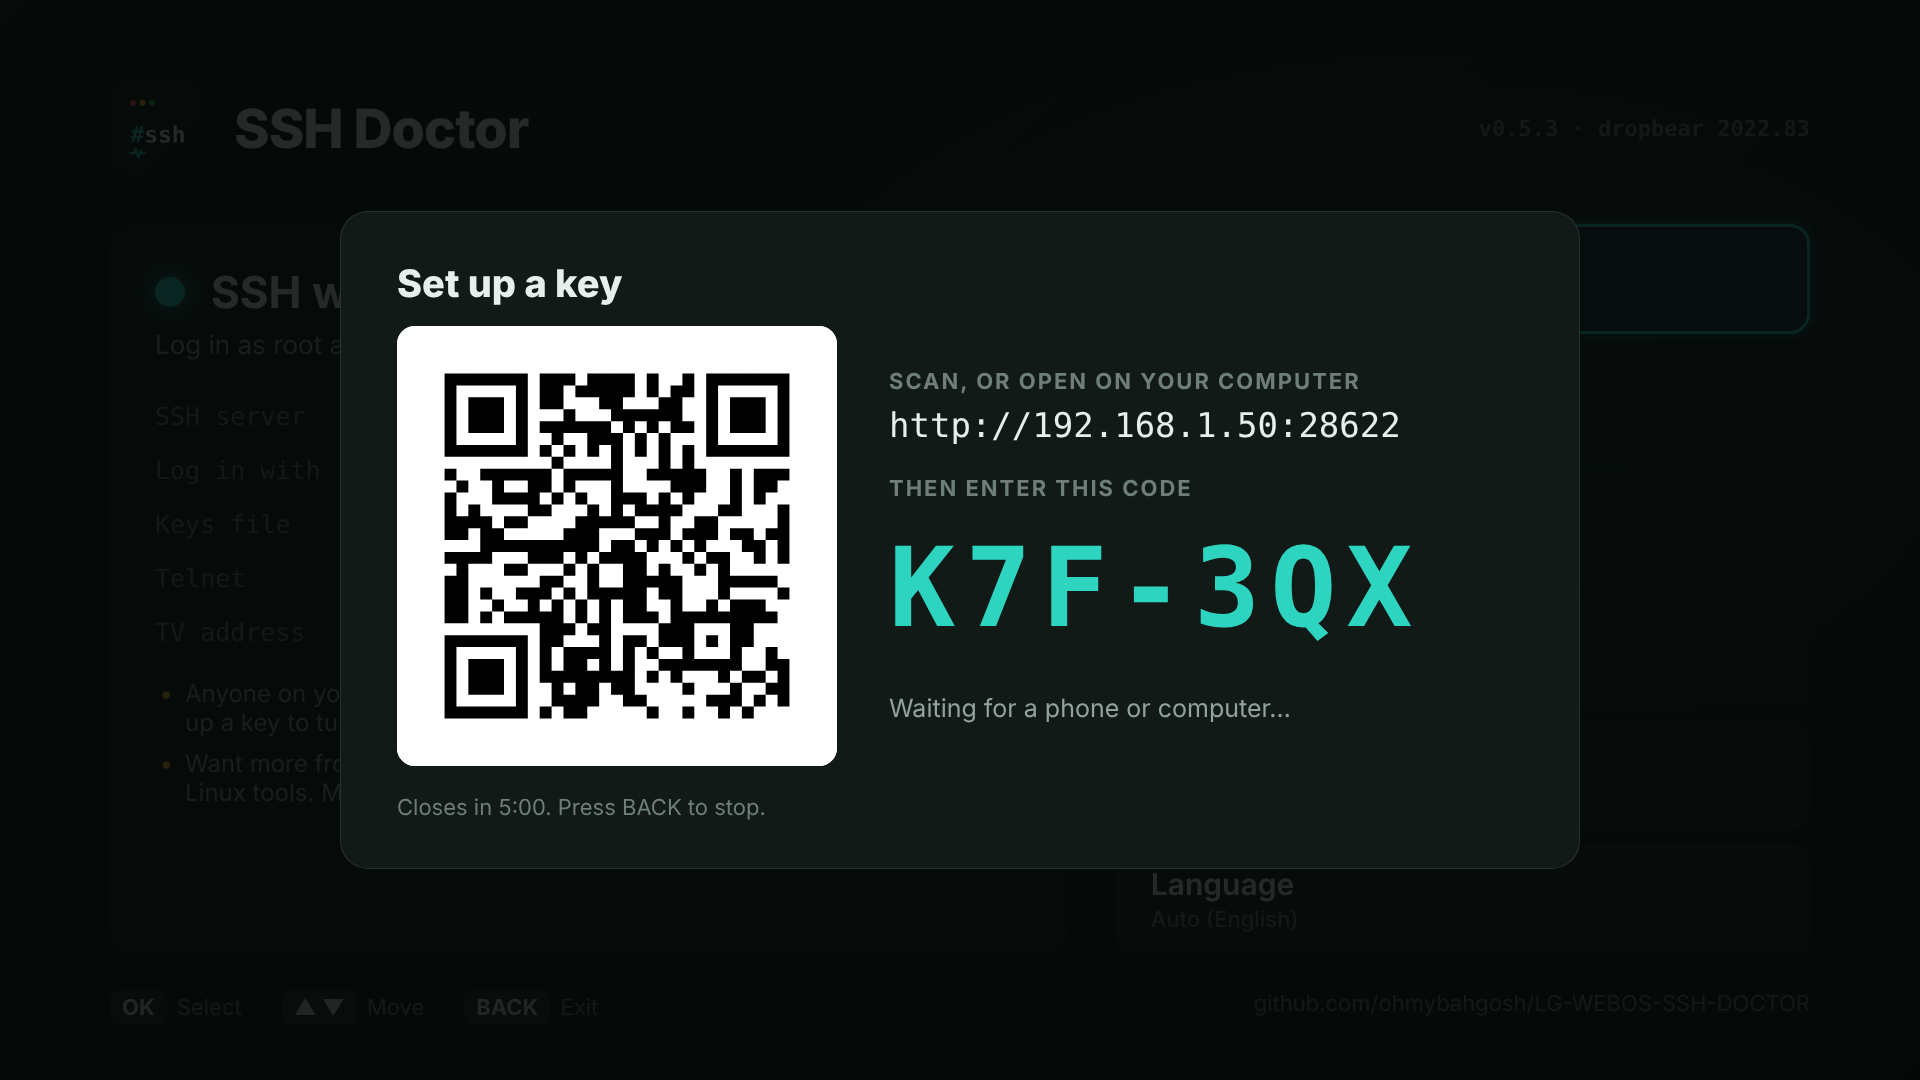 #ssh
SSH Doctor
v0.5.3 · dropbear 2022.83
SSH w
Log in as root a
SSH server
Log in with
Keys file
Telnet
TV address
• Anyone on yo
up a key to tu
• Want more fro
Linux tools. M
Set up a key
SCAN, OR OPEN ON YOUR COMPUTER
http://192.168.1.50:28622
THEN ENTER THIS CODE
K7F-3QX
Waiting for a phone or computer...
Closes in 5:00. Press BACK to stop.
Language
Auto (English)
OK Select ▲▼ Move BACK Exit
github.com/ohmybahgosh/LG-WEBOS-SSH-DOCTOR